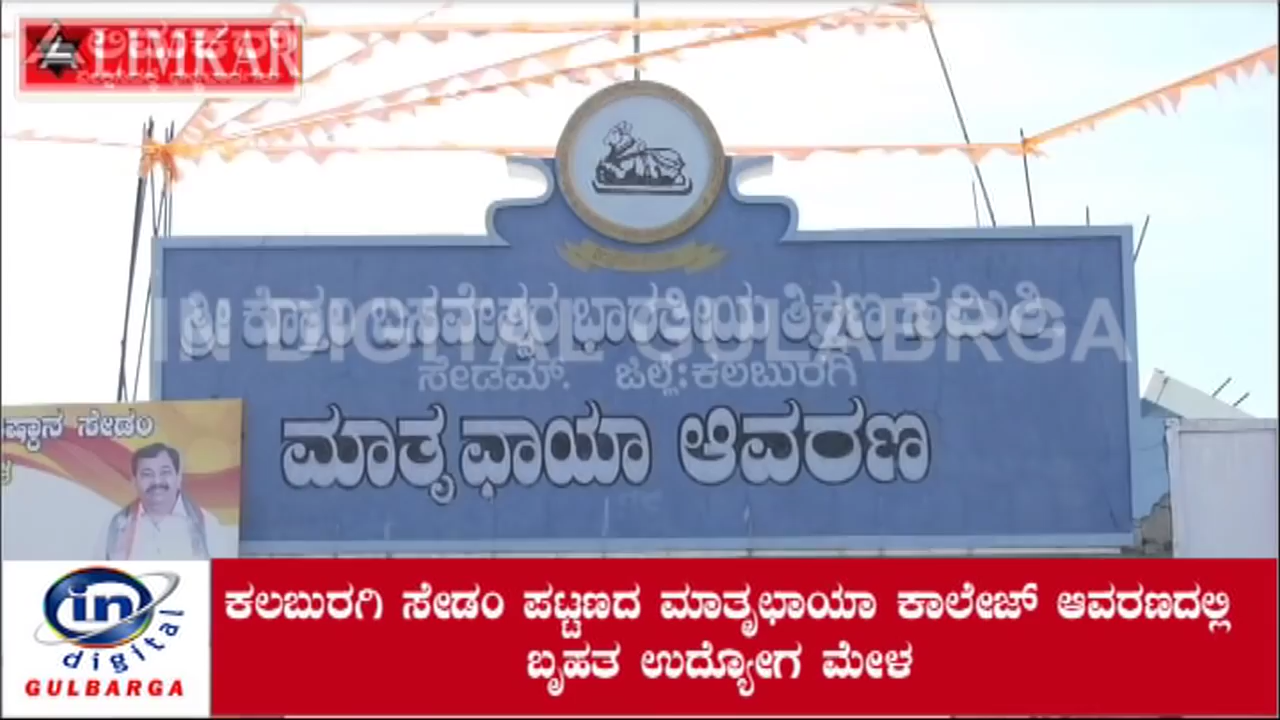 LIMKAR
IN DIGITAL GULABRGA
ಶ್ರೀ ಕೊತ್ತಲ ಬಸವೇಶ್ವರ ಭಾರತೀಯ ಶಿಕ್ಷಣ ಸಮಿತಿ
ಸೇಡಮ್. ಜಿಲ್ಲೆ:ಕಲಬುರಗಿ
ಮಾತೃಛಾಯಾ ಆವರಣ
ಸೇಡಂ
in
digital
GULBARGA
ಕಲಬುರಗಿ ಸೇಡಂ ಪಟ್ಟಣದ ಮಾತೃಛಾಯಾ ಕಾಲೇಜ್ ಆವರಣದಲ್ಲಿ
ಬೃಹತ ಉದ್ಯೋಗ ಮೇಳ